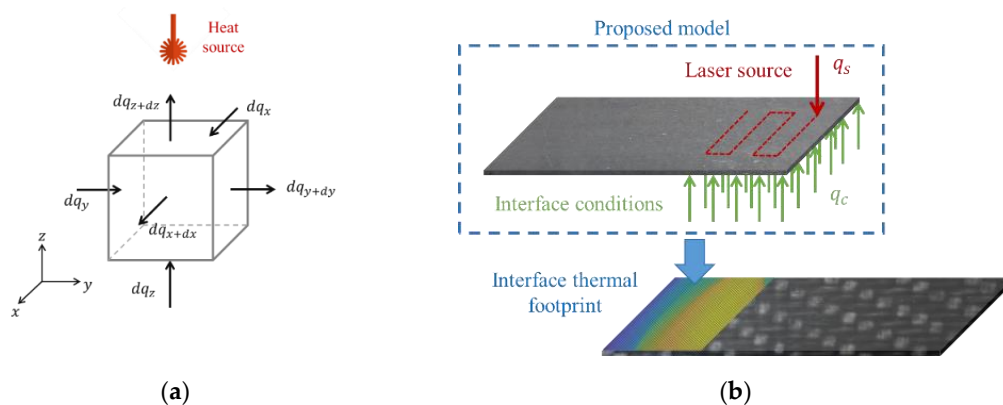 Heat
source
dq_{z+dz}
dq_x
dq_y
dq_{y+dy}
dq_{x+dx}
dq_z
z
y
x
(a)
Proposed model
Laser source
q_s
Interface conditions
q_c
Interface thermal
footprint
(b)